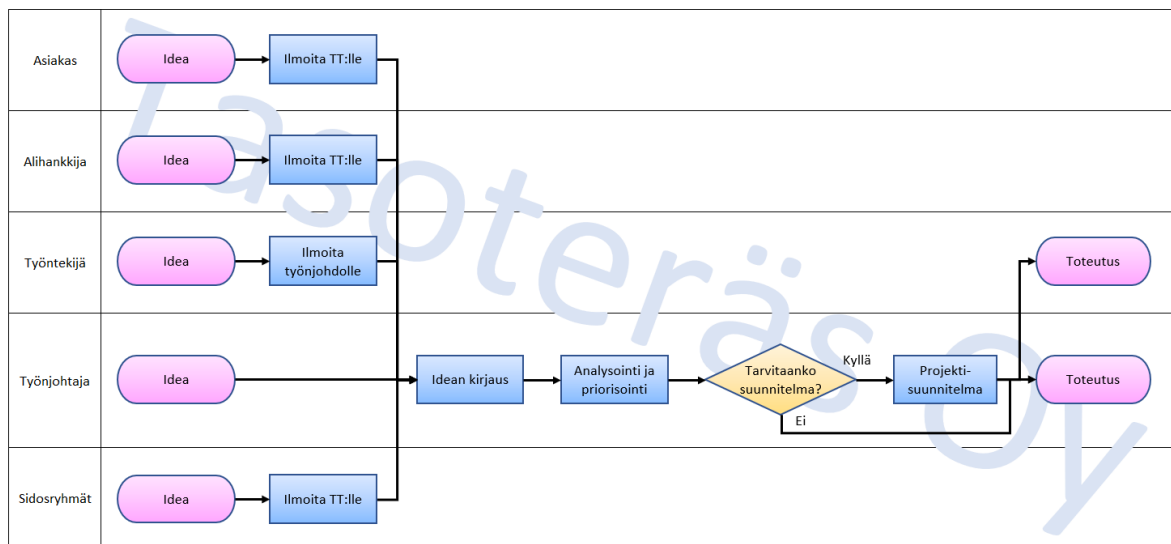 Asiakas
Idea
Ilmoita TT:lle
Alihankkija
Idea
Ilmoita TT:lle
Työntekijä
Idea
Ilmoita
työnjohdolle
Toteutus
Työnjohtaja
Idea
Idean kirjaus
Analysointi ja
priorisointi
Tarvitaanko
suunnitelma?
Kyllä
Ei
Projekti-
suunnitelma
Toteutus
Sidosryhmät
Idea
Ilmoita TT:lle
Tasoteräs Oy